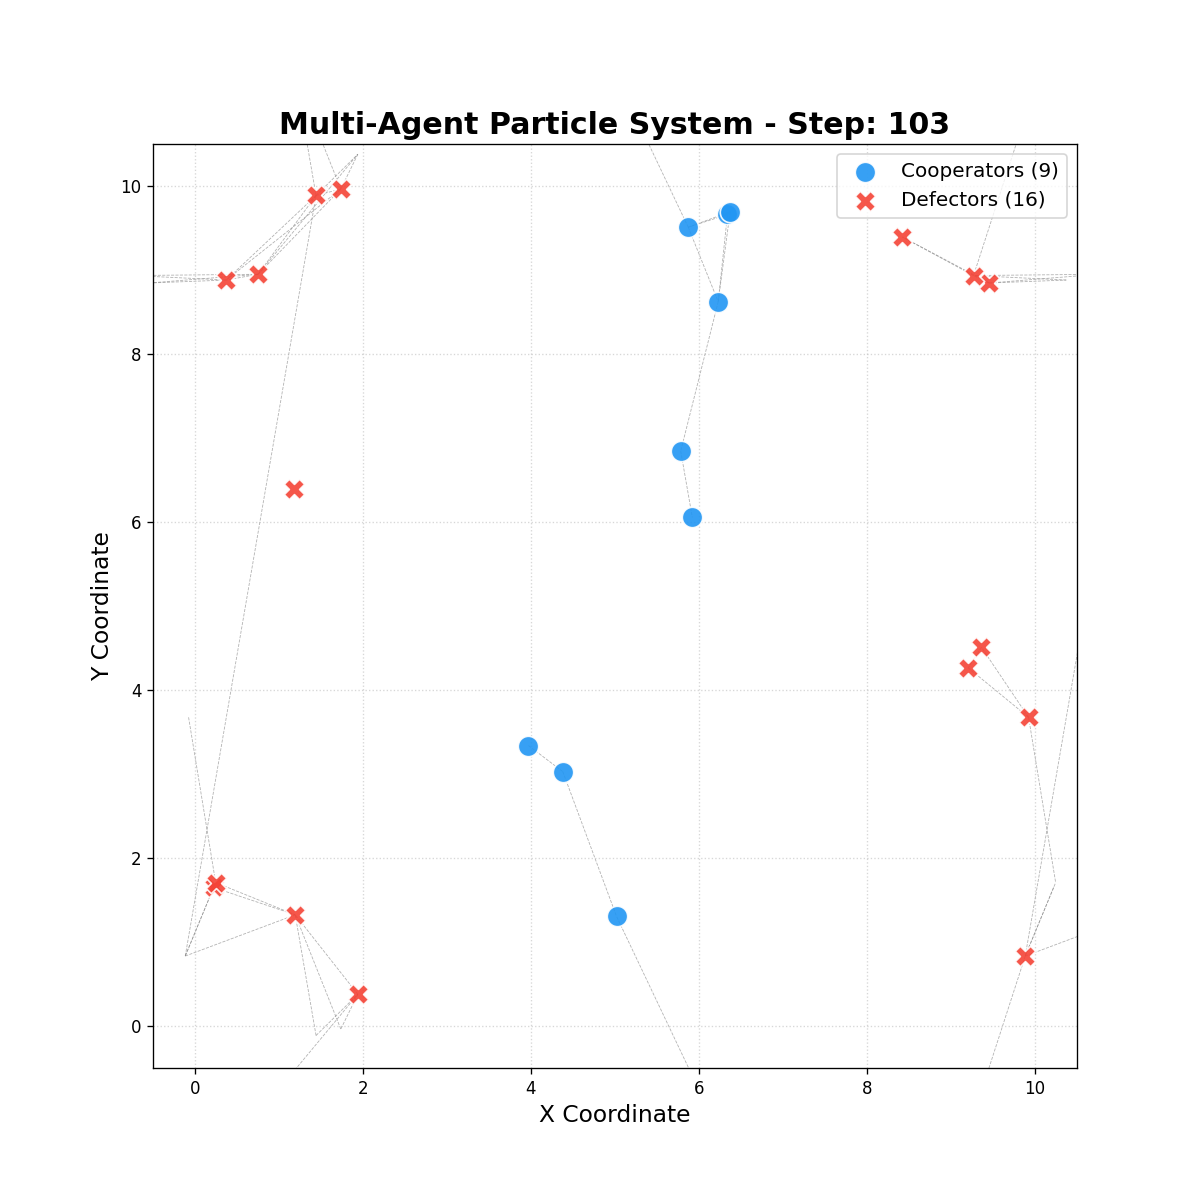 Multi-Agent Particle System - Step: 103
Cooperators (9)
Defectors (16)
10
8
6
4
2
0
Y Coordinate
0 2 4 6 8 10
X Coordinate